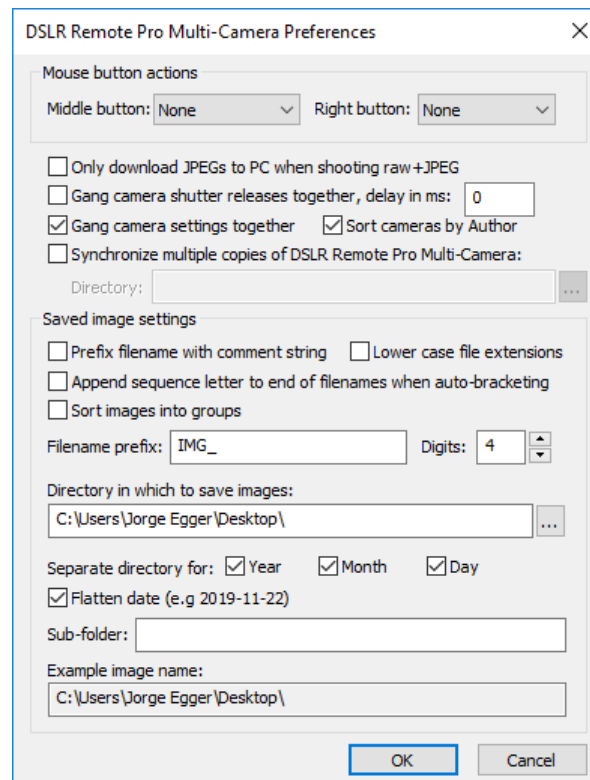 DSLR Remote Pro Multi-Camera Preferences
Mouse button actions
Middle button: None Right button: None
Only download JPEGs to PC when shooting raw+JPEG
Gang camera shutter releases together, delay in ms: 0
Gang camera settings together Sort cameras by Author
Synchronize multiple copies of DSLR Remote Pro Multi-Camera:
Directory: ...
Saved image settings
Prefix filename with comment string Lower case file extensions
Append sequence letter to end of filenames when auto-bracketing
Sort images into groups
Filename prefix: IMG_ Digits: 4
Directory in which to save images:
C:\Users\Jorge Egger\Desktop\ ...
Separate directory for: Year Month Day
Flatten date (e.g 2019-11-22)
Sub-folder:
Example image name:
C:\Users\Jorge Egger\Desktop\
OK Cancel